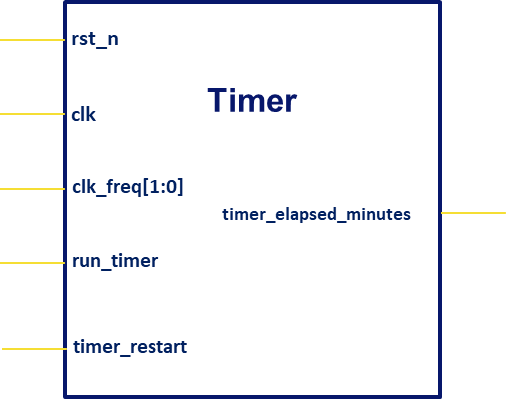 rst_n
Timer
clk
clk_freq[1:0]
timer_elapsed_minutes
run_timer
timer_restart